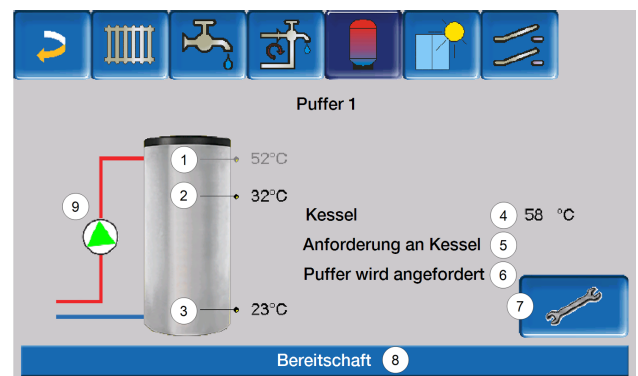 Puffer 1
1 52°C
2 32°C
9
Kessel 4 58 °C
Anforderung an Kessel 5
Puffer wird angefordert 6
3 23°C
7
Bereitschaft 8